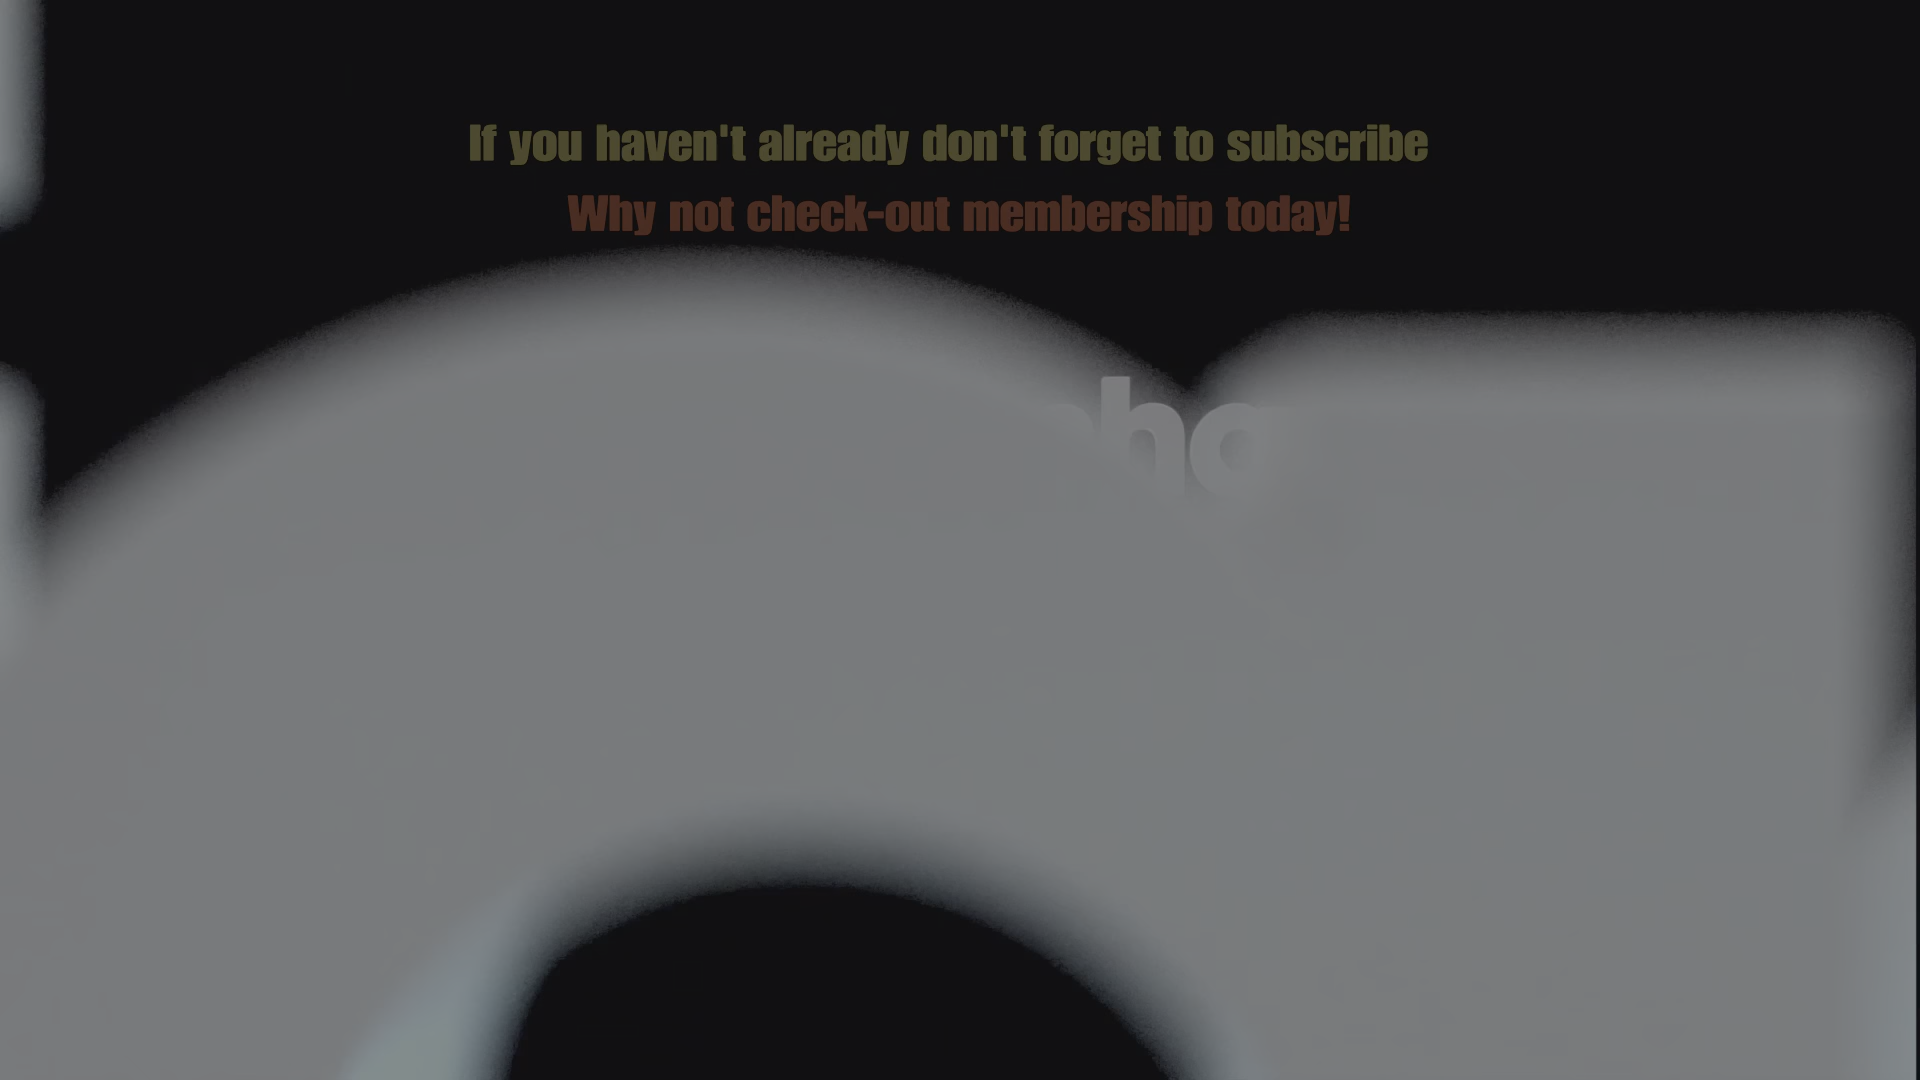 If you haven't already don't forget to subscribe
Why not check-out membership today!